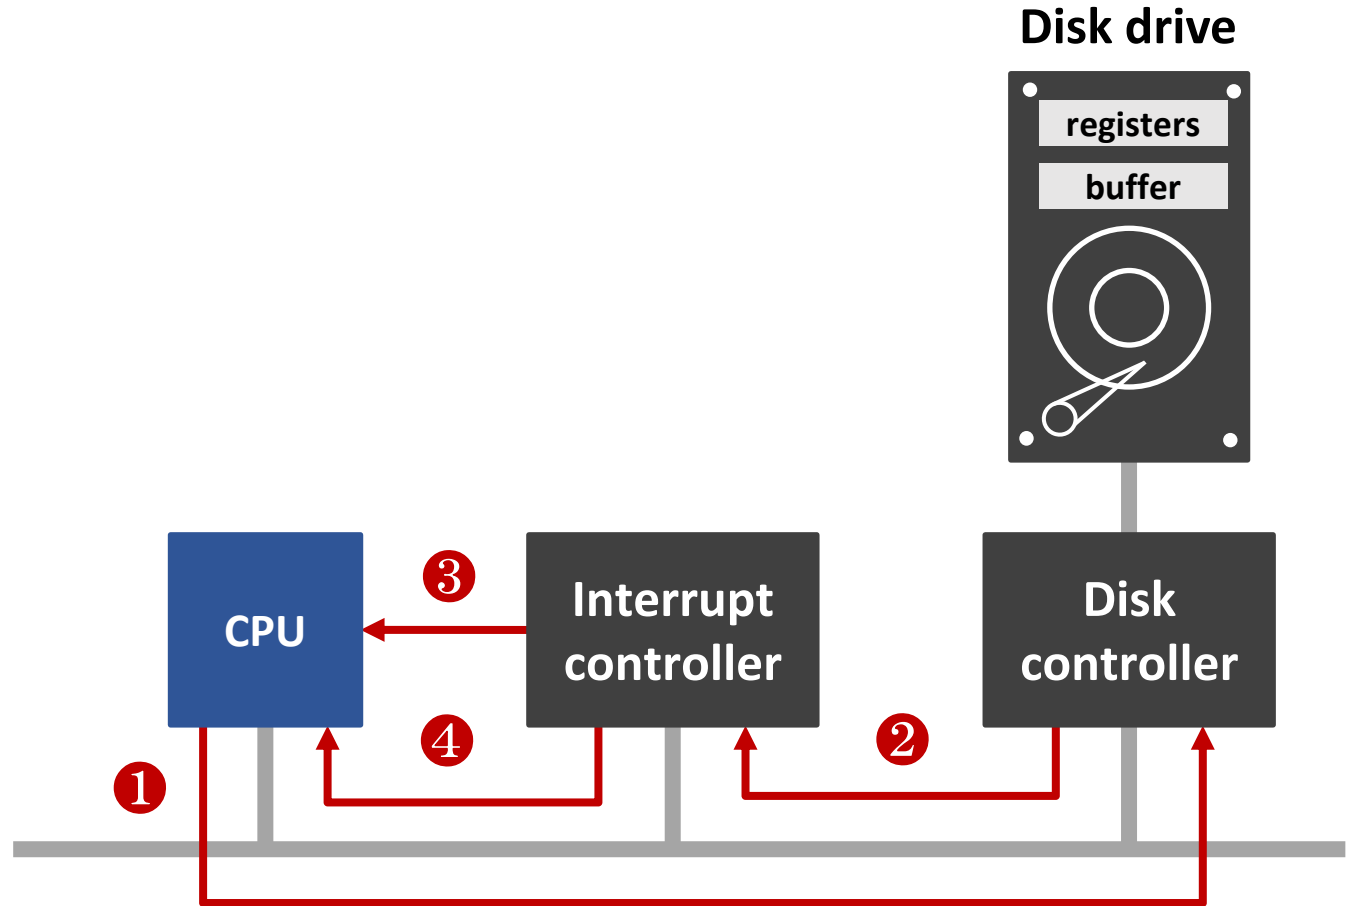 Disk drive
registers
buffer
CPU
❸
Interrupt
controller
Disk
controller
❹
❷
❶